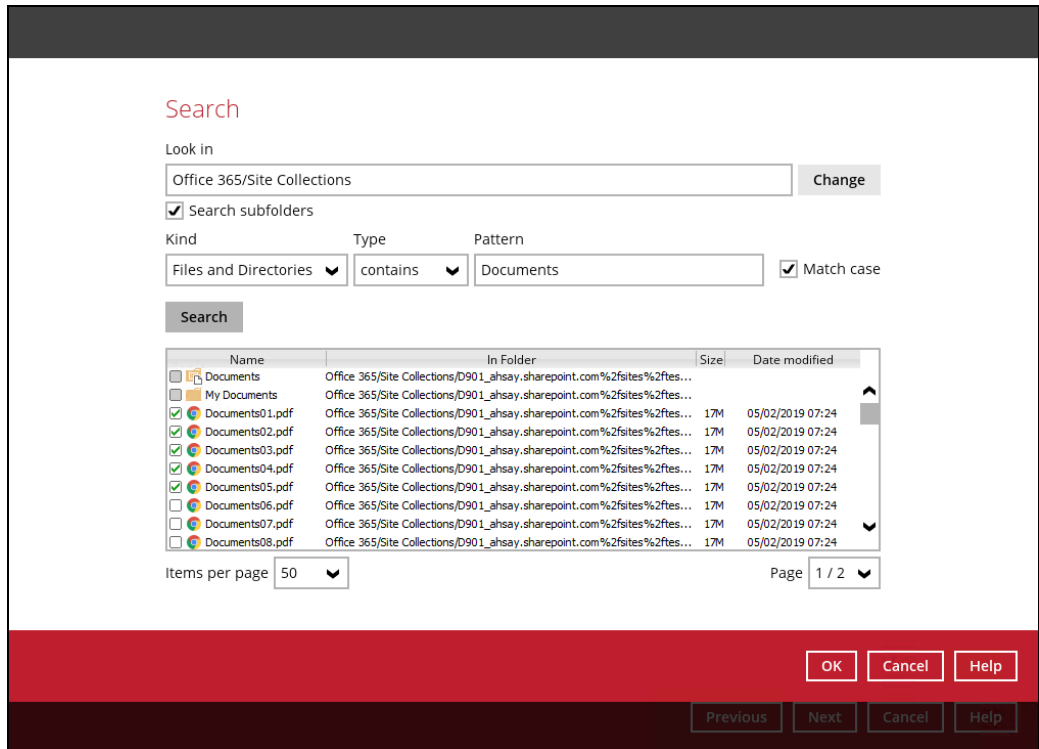 Search
Look in
Office 365/Site Collections Change
Search subfolders
Kind Type Pattern
Files and Directories contains Documents Match case
Search
Name In Folder Size Date modified
Documents Office 365/Site Collections/D901_ahsay.sharepoint.com%2fsites%2ftes...
My Documents Office 365/Site Collections/D901_ahsay.sharepoint.com%2fsites%2ftes...
Documents01.pdf Office 365/Site Collections/D901_ahsay.sharepoint.com%2fsites%2ftes... 17M 05/02/2019 07:24
Documents02.pdf Office 365/Site Collections/D901_ahsay.sharepoint.com%2fsites%2ftes... 17M 05/02/2019 07:24
Documents03.pdf Office 365/Site Collections/D901_ahsay.sharepoint.com%2fsites%2ftes... 17M 05/02/2019 07:24
Documents04.pdf Office 365/Site Collections/D901_ahsay.sharepoint.com%2fsites%2ftes... 17M 05/02/2019 07:24
Documents05.pdf Office 365/Site Collections/D901_ahsay.sharepoint.com%2fsites%2ftes... 17M 05/02/2019 07:24
Documents06.pdf Office 365/Site Collections/D901_ahsay.sharepoint.com%2fsites%2ftes... 17M 05/02/2019 07:24
Documents07.pdf Office 365/Site Collections/D901_ahsay.sharepoint.com%2fsites%2ftes... 17M 05/02/2019 07:24
Documents08.pdf Office 365/Site Collections/D901_ahsay.sharepoint.com%2fsites%2ftes... 17M 05/02/2019 07:24
Items per page 50 Page 1 / 2
OK Cancel Help
Previous Next Cancel Help